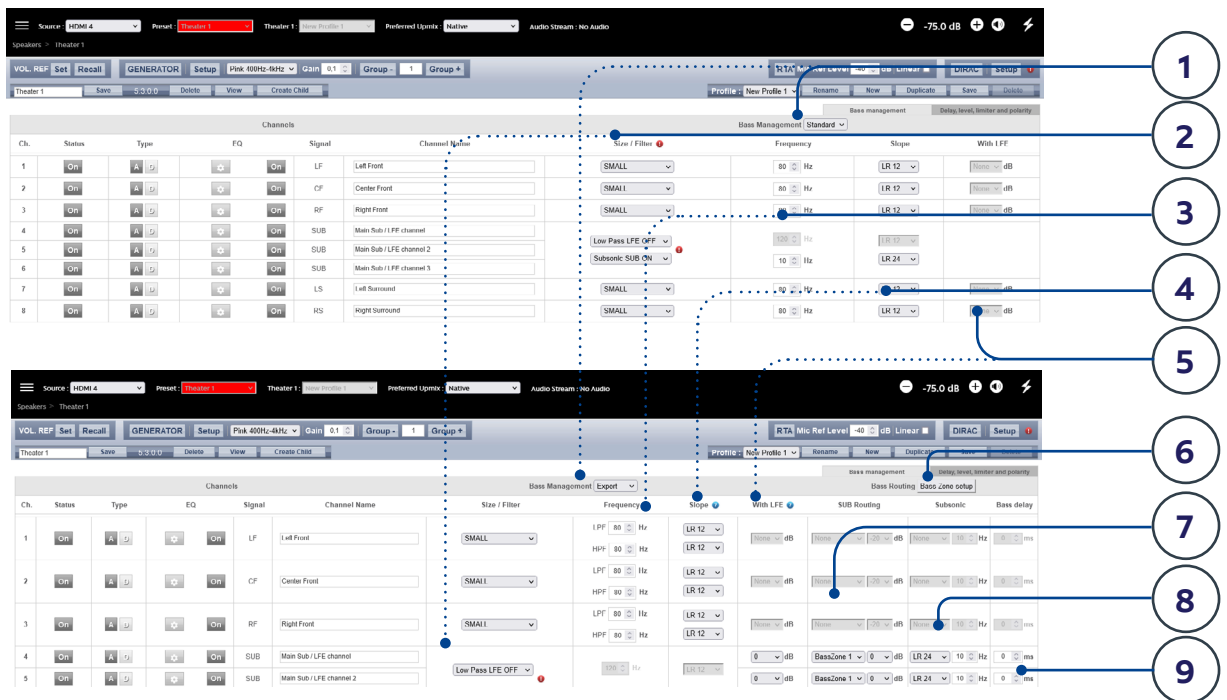 Source : HDMI 4 Preset : Theater 1 Theater 1 : New Profile 1 Preferred Upmix : Native Audio Stream : No Audio -75.0 dB
Speakers > Theater 1
VOL. REF Set Recall GENERATOR Setup Pink 400Hz-4kHz Gain 0,1 Group - 1 Group + RTA Mic Ref Level -40 dB Linear DIRAC Setup
Theater 1 Save 5.3.0.0 Delete View Create Child Profile : New Profile 1 Rename New Duplicate Save Delete
Bass management Delay, level, limiter and polarity
Channels Bass Management Standard
Ch. Status Type EQ Signal Channel Name Size / Filter Frequency Slope With LFE
1 On A D On LF Left Front SMALL 80 Hz LR 12 None dB
2 On A D On CF Center Front SMALL 80 Hz LR 12 None dB
3 On A D On RF Right Front SMALL Hz LR 12 None dB
4 On A D On SUB Main Sub / LFE channel Low Pass LFE OFF 120 Hz LR 12
5 On A D On SUB Main Sub / LFE channel 2
6 On A D On SUB Main Sub / LFE channel 3 Subsonic SUB ON 10 Hz LR 24
7 On A D On LS Left Surround SMALL 80 Hz 12 None dB
8 On A D On RS Right Surround SMALL 80 Hz LR 12 dB
1
2
3
4
5
Source : HDMI 4 Preset : Theater 1 Theater 1 : New Profile 1 Preferred Upmix : Native Audio Stream : No Audio -75.0 dB
Speakers > Theater 1
VOL. REF Set Recall GENERATOR Setup Pink 400Hz-4kHz Gain 0,1 Group - 1 Group + RTA Mic Ref Level -40 dB Linear DIRAC Setup
Theater 1 Save 5.3.0.0 Delete View Create Child Profile : New Profile 1 Rename New Duplicate Save Delete
Bass management Delay, level, limiter and polarity
Channels Bass Management Expert Bass Routing Bass Zone setup
Ch. Status Type EQ Signal Channel Name Size / Filter Frequency Slope With LFE SUB Routing Subsonic Bass delay
1 On A D On LF Left Front SMALL LPF 80 Hz LR 12 None dB None -20 dB None 10 Hz 0 ms
HPF 80 Hz LR 12
2 On A D On CF Center Front SMALL LPF 80 Hz LR 12 None dB None -20 dB None 10 Hz 0 ms
HPF 80 Hz LR 12
3 On A D On RF Right Front SMALL LPF 80 Hz LR 12 None dB None -20 dB None 10 Hz 0 ms
HPF 80 Hz LR 12
4 On A D On SUB Main Sub / LFE channel Low Pass LFE OFF 120 Hz LR 12 0 dB BassZone 1 0 dB LR 24 10 Hz 0 ms
5 On A D On SUB Main Sub / LFE channel 2 0 dB BassZone 1 0 dB LR 24 10 Hz 0 ms
6
7
8
9